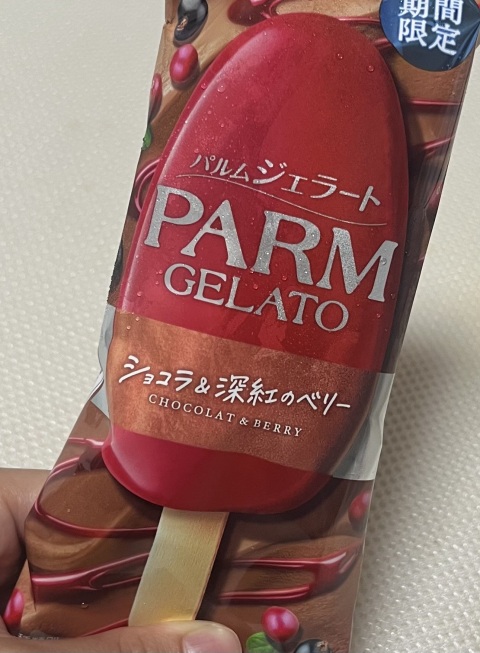 期間
限定
パルムジェラート
PARM
GELATO
ショコラ&深紅のベリー
CHOCOLAT & BERRY